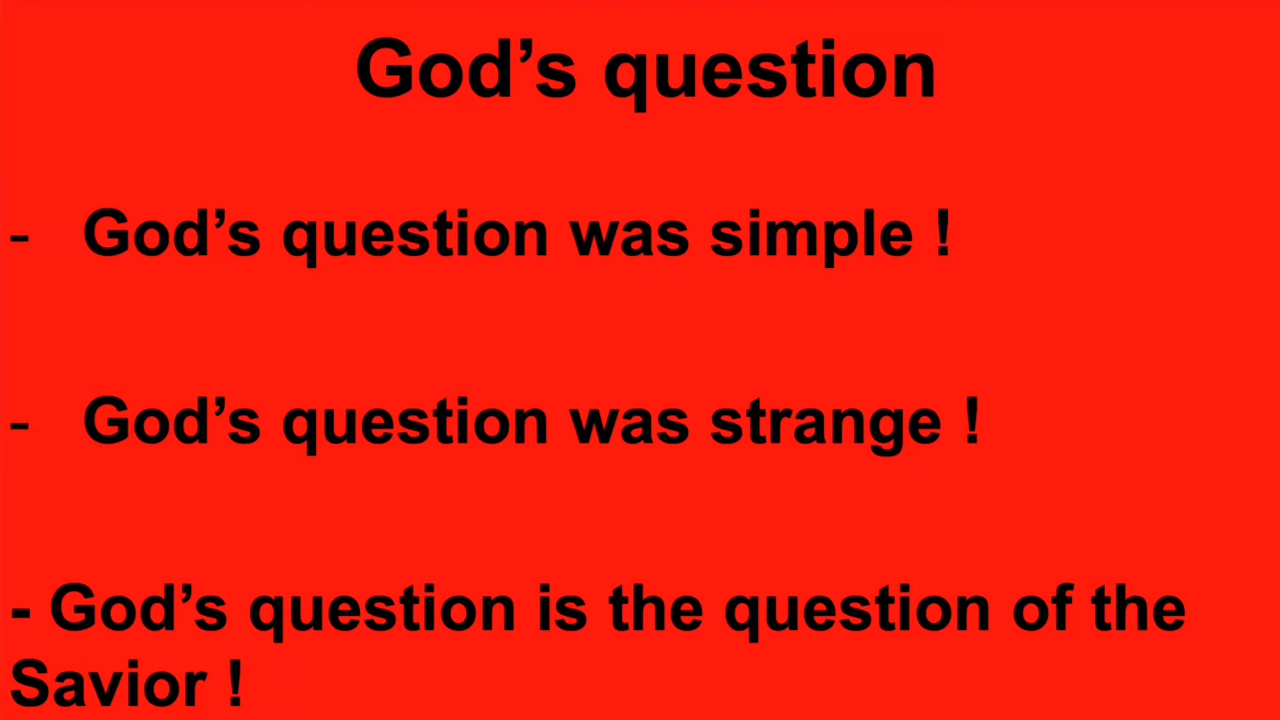 God’s question
- God’s question was simple !
- God’s question was strange !
- God’s question is the question of the
Savior !